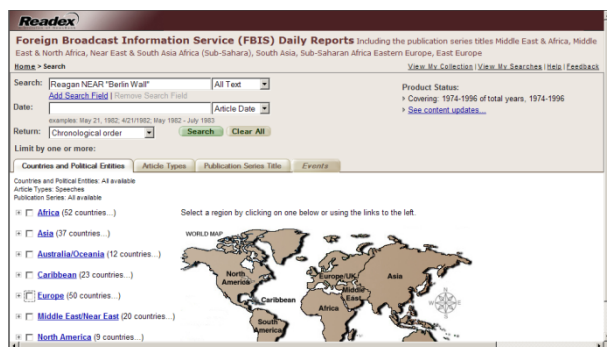 Readex
Foreign Broadcast Information Service (FBIS) Daily Reports Including the publication series titles Middle East & Africa, Middle
East & North Africa, Near East & South Asia Africa (Sub-Sahara), South Asia, Sub-Saharan Africa Eastern Europe, East Europe
Home > Search
View My Collection | View My Searches | Help | Feedback
Search: Reagan NEAR "Berlin Wall" All Text
Add Search Field | Remove Search Field
Date: Article Date
examples: May 21, 1982; 4/21/1982; May 1982 - July 1983
Return: Chronological order Search Clear All
Product Status:
Covering: 1974-1996 of total years, 1974-1996
See content updates...
Limit by one or more:
Countries and Political Entities Article Types Publication Series Title Events
Countries and Political Entities: All available
Article Types: Speeches
Publication Series: All available
Africa (52 countries...)
Asia (37 countries...)
Australia/Oceania (12 countries...)
Caribbean (23 countries...)
Europe (50 countries...)
Middle East/Near East (20 countries...)
North America (9 countries...)
Select a region by clicking on one below or using the links to the left.
WORLD MAP
North
America
Europe/UK
Asia
Middle
East
Caribbean
Africa
South
America